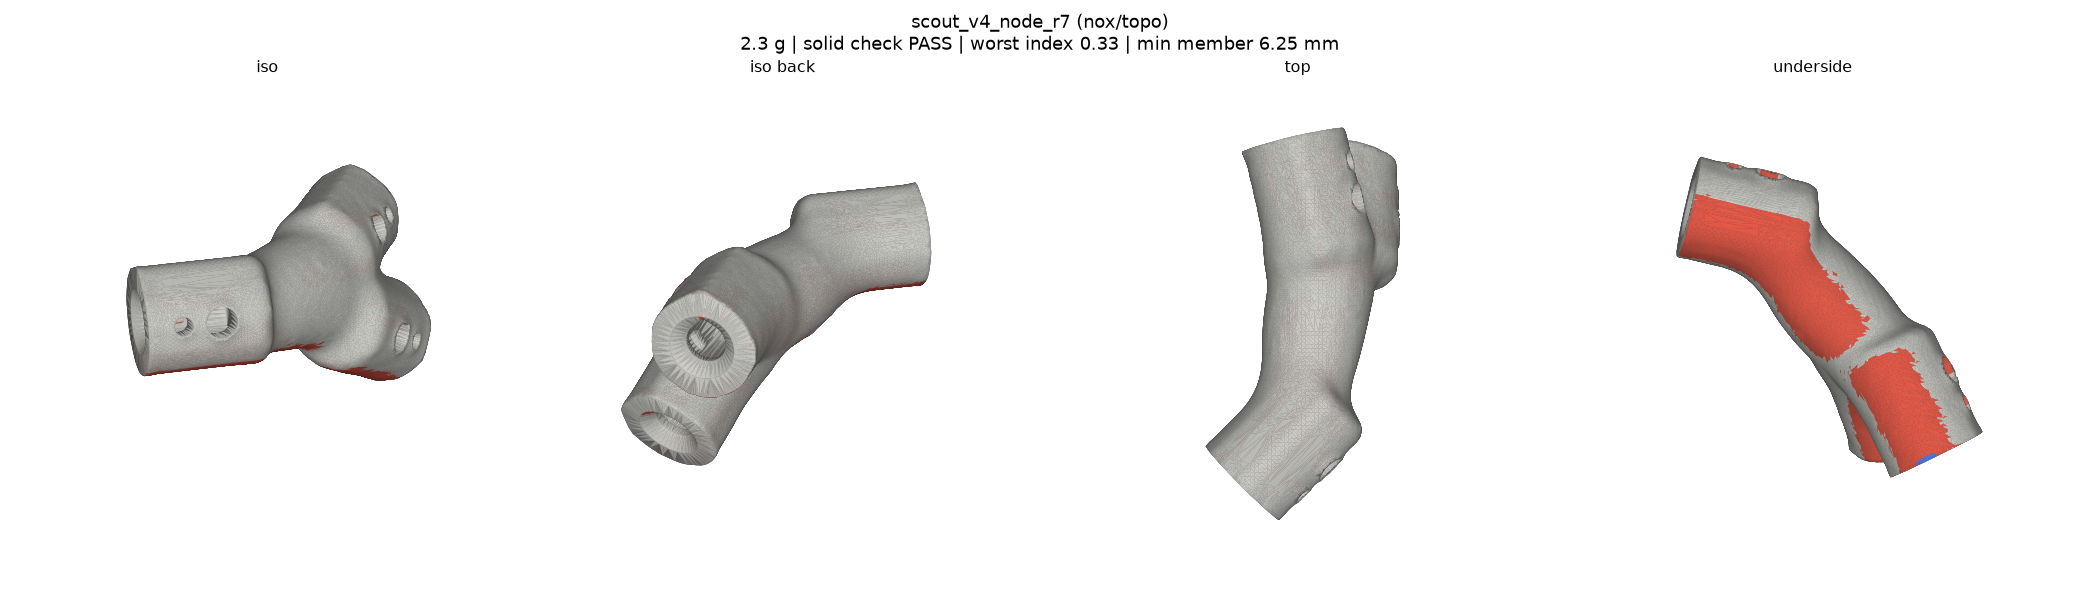 scout_v4_node_r7 (nox/topo)
2.3 g | solid check PASS | worst index 0.33 | min member 6.25 mm
iso
iso back
top
underside